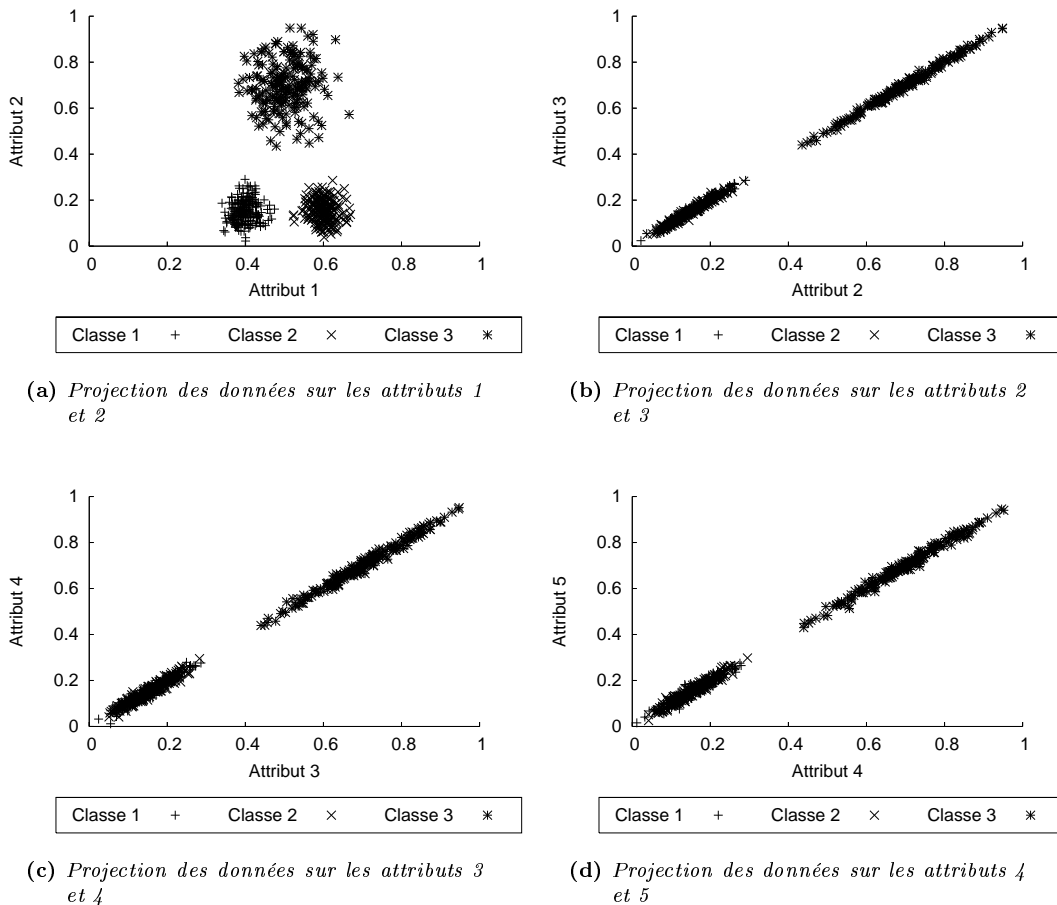 1
0.8
0.6
0.4
0.2
0
Attribut 2
0 0.2 0.4 0.6 0.8 1
Attribut 1
Classe 1 Classe 2 Classe 3
(a) Projection des données sur les attributs 1
et 2
1
0.8
0.6
0.4
0.2
0
Attribut 3
0 0.2 0.4 0.6 0.8 1
Attribut 2
Classe 1 Classe 2 Classe 3
(b) Projection des données sur les attributs 2
et 3
1
0.8
0.6
0.4
0.2
0
Attribut 4
0 0.2 0.4 0.6 0.8 1
Attribut 3
Classe 1 Classe 2 Classe 3
(c) Projection des données sur les attributs 3
et 4
1
0.8
0.6
0.4
0.2
0
Attribut 5
0 0.2 0.4 0.6 0.8 1
Attribut 4
Classe 1 Classe 2 Classe 3
(d) Projection des données sur les attributs 4
et 5